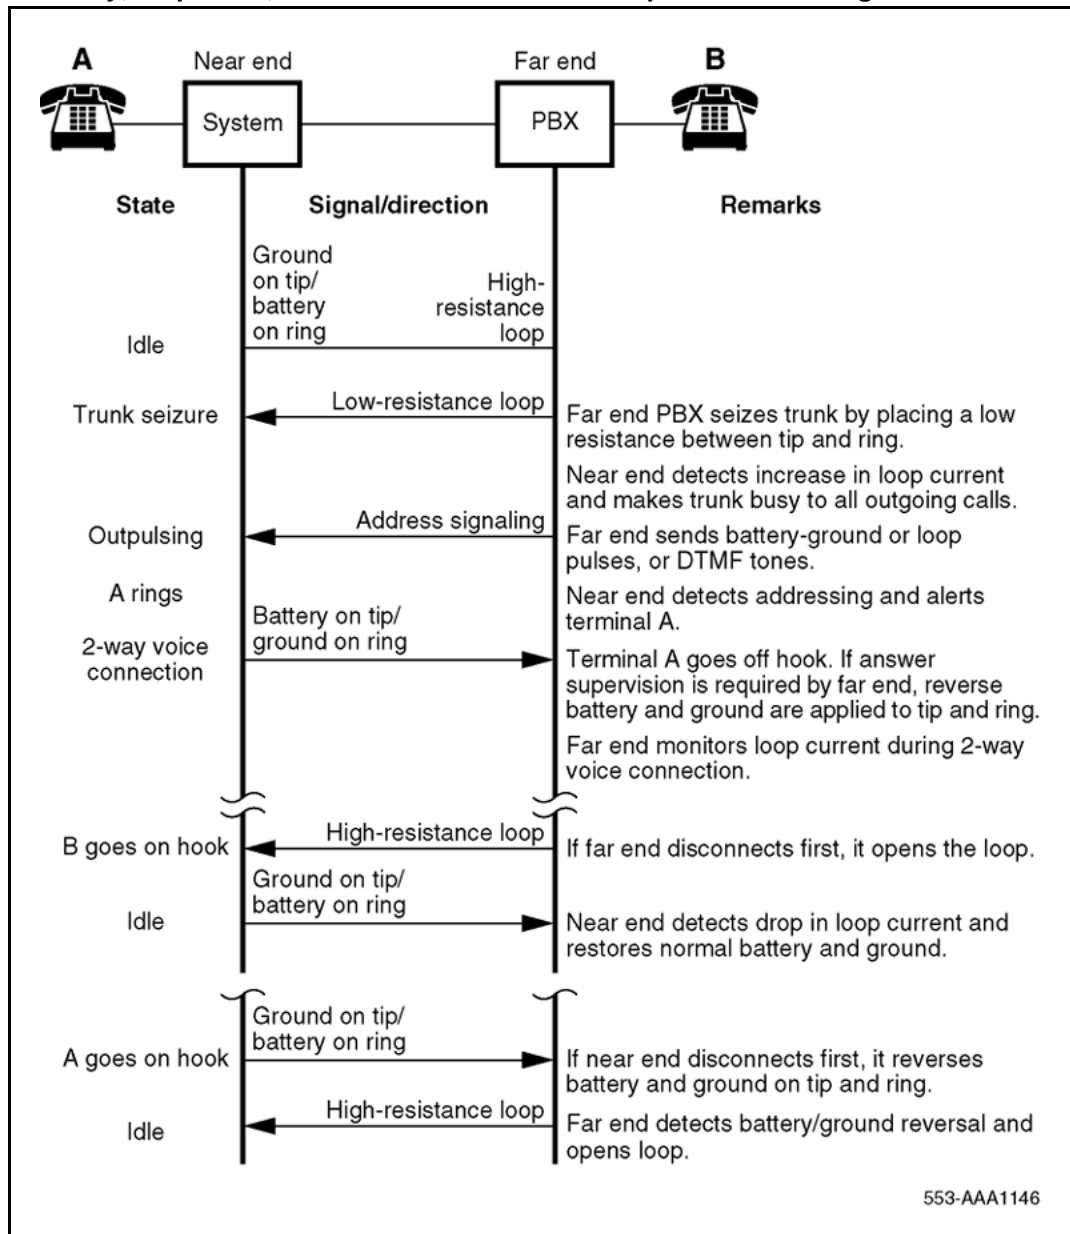 A
Near end
Far end
B
System
PBX
State
Signal/direction
Remarks
Ground
on tip/
battery
on ring
High-
resistance
loop
Idle
Low-resistance loop
Trunk seizure
Far end PBX seizes trunk by placing a low
resistance between tip and ring.
Near end detects increase in loop current
and makes trunk busy to all outgoing calls.
Address signaling
Outpulsing
Far end sends battery-ground or loop
pulses, or DTMF tones.
A rings
Near end detects addressing and alerts
terminal A.
Battery on tip/
ground on ring
2-way voice
connection
Terminal A goes off hook. If answer
supervision is required by far end, reverse
battery and ground are applied to tip and ring.
Far end monitors loop current during 2-way
voice connection.
High-resistance loop
B goes on hook
If far end disconnects first, it opens the loop.
Ground on tip/
battery on ring
Idle
Near end detects drop in loop current and
restores normal battery and ground.
Ground on tip/
battery on ring
A goes on hook
If near end disconnects first, it reverses
battery and ground on tip and ring.
High-resistance loop
Idle
Far end detects battery/ground reversal and
opens loop.
553-AAA1146